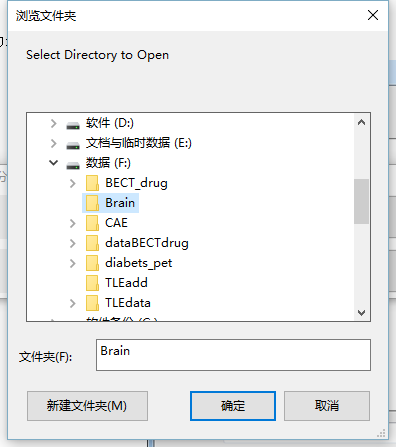 浏览文件夹
Select Directory to Open
软件 (D:)
文档与临时数据 (E:)
数据 (F:)
BECT_drug
Brain
CAE
dataBECTdrug
diabets_pet
TLEadd
TLEdata
文件夹(F):
Brain
新建文件夹(M)
确定
取消